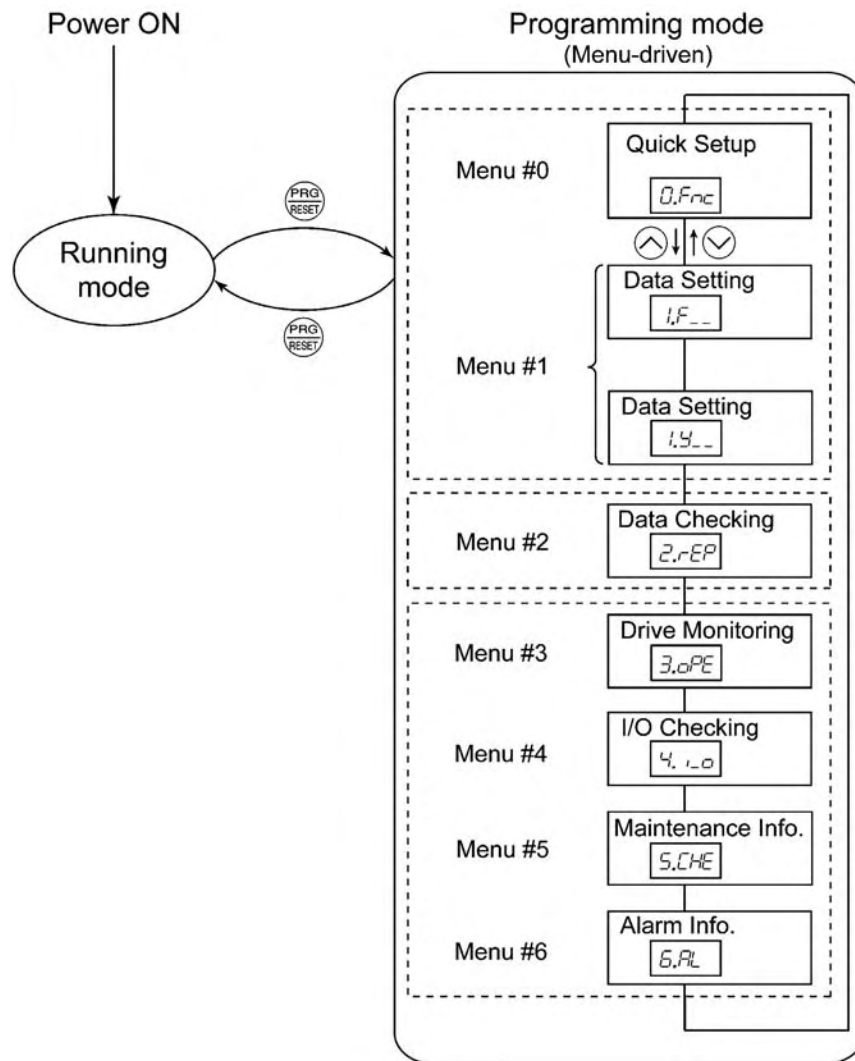 Power ON
Programming mode
(Menu-driven)
Menu #0
Quick Setup
0.Fnc
PRG
RESET
Running
mode
PRG
RESET
Menu #1
Data Setting
1.F__
Data Setting
1.y__
Menu #2
Data Checking
2.rEP
Menu #3
Drive Monitoring
3.oPE
Menu #4
I/O Checking
4.i_o
Menu #5
Maintenance Info.
5.CHE
Menu #6
Alarm Info.
6.AL